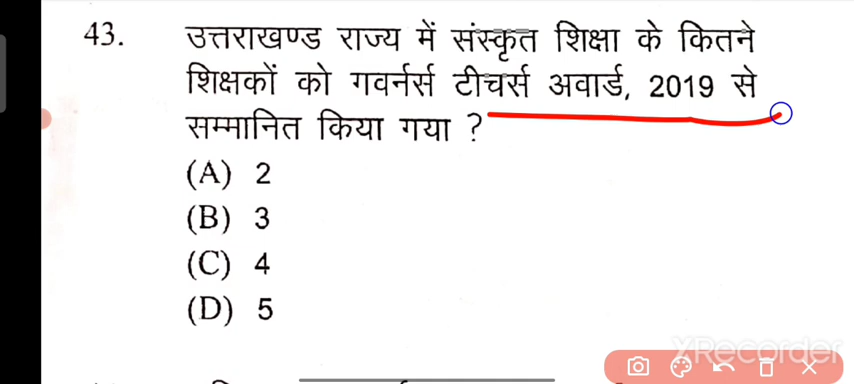 43. उत्तराखण्ड राज्य में संस्कृत शिक्षा के कितने
शिक्षकों को गवर्नर्स टीचर्स अवार्ड, 2019 से
सम्मानित किया गया ?
(A) 2
(B) 3
(C) 4
(D) 5
XRecorder